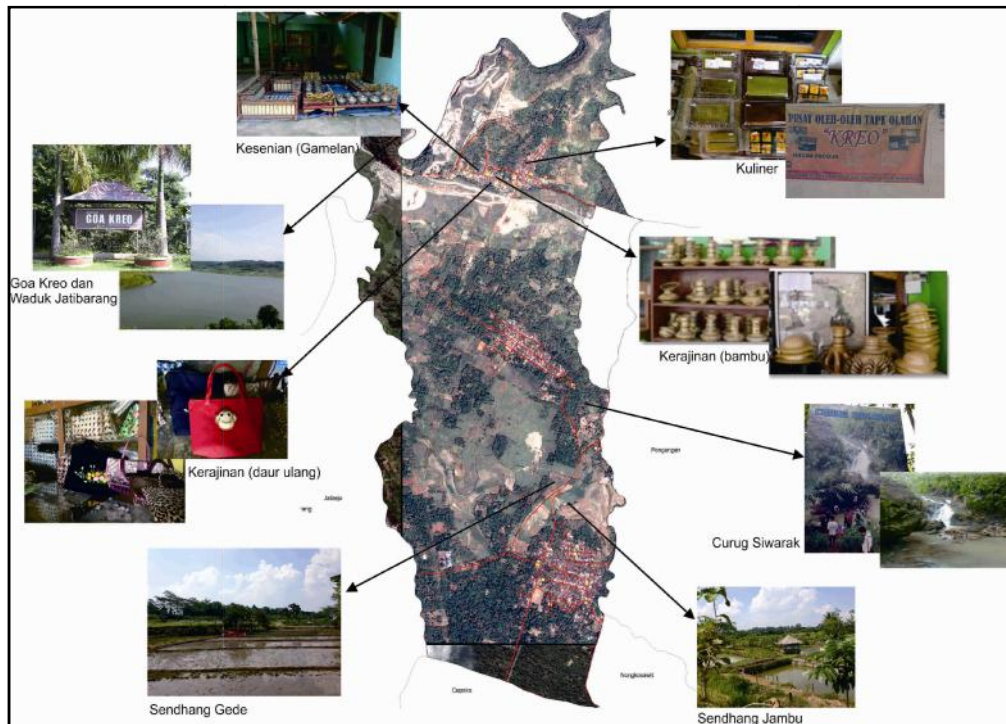 Kesenian (Gamelan)
PUSAT OLEH-OLEH TAPE OLAHAN
"KREO"
Kuliner
GOA KREO
Goa Kreo dan
Waduk Jatibarang
Kerajinan (bambu)
Kerajinan (daur ulang)
Pongangan
Curug Siwarak
Sendhang Gede
Sendhang Jambu